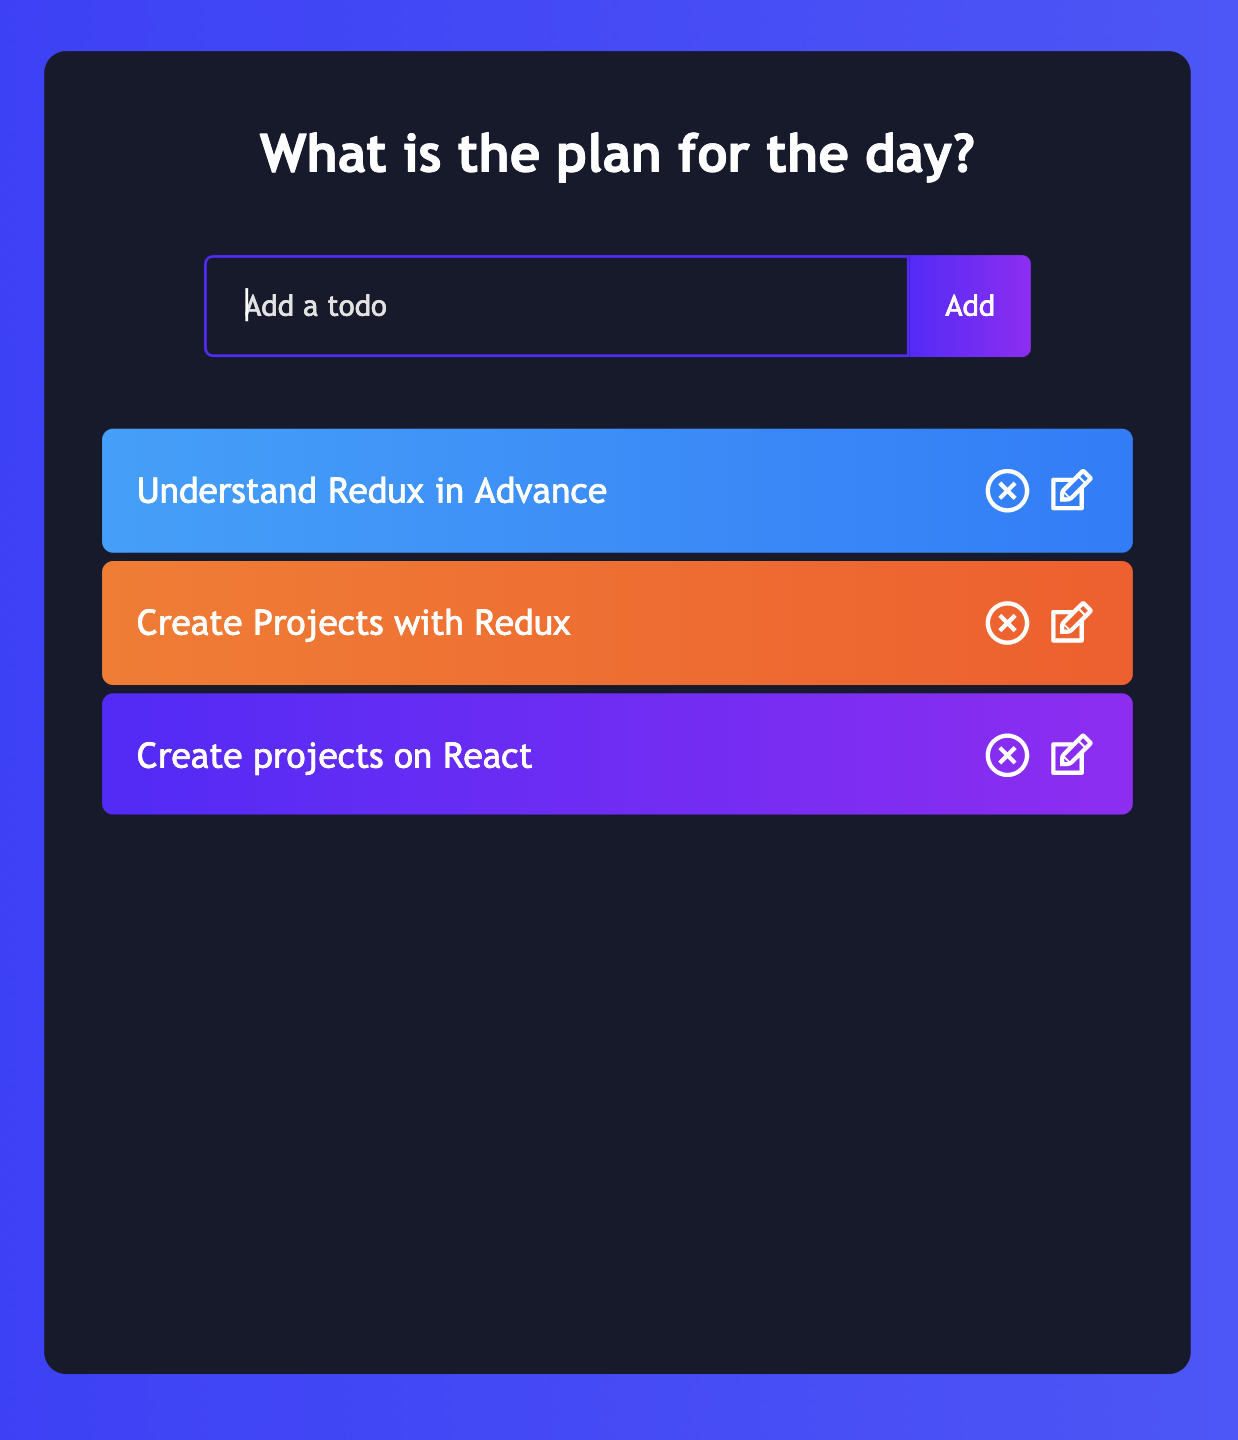 What is the plan for the day?
Add a todo
Add
Understand Redux in Advance
Create Projects with Redux
Create projects on React